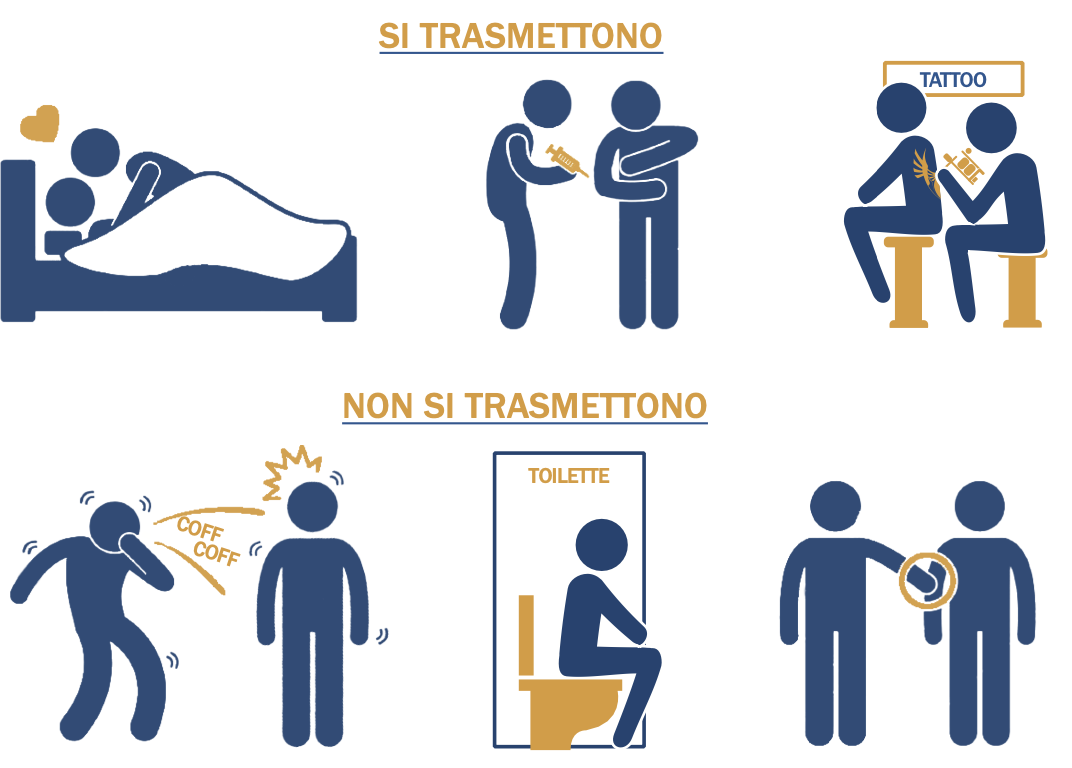 SI TRASMETTONO
TATTOO
NON SI TRASMETTONO
COFF
COFF
TOILETTE